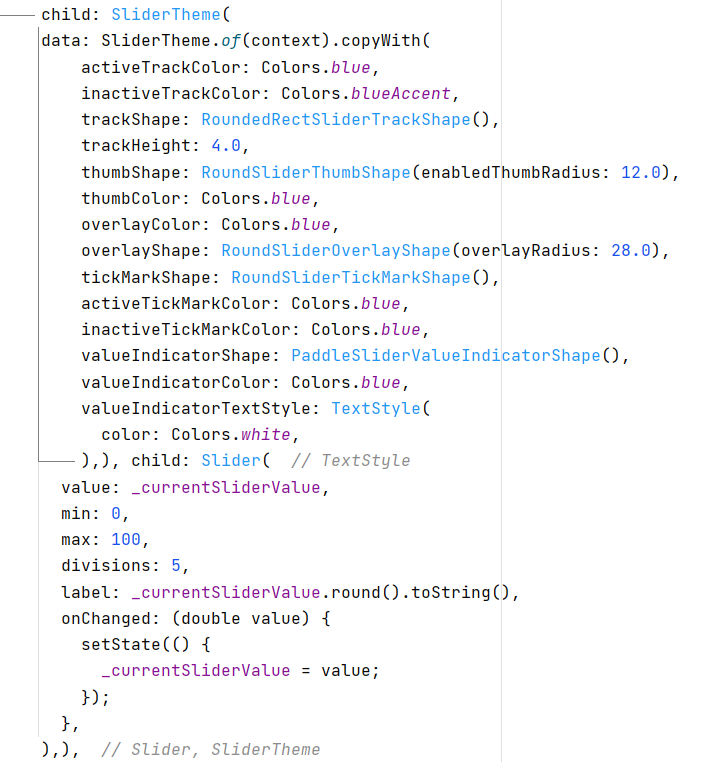 child: SliderTheme(
data: SliderTheme.of(context).copyWith(
    activeTrackColor: Colors.blue,
    inactiveTrackColor: Colors.blueAccent,
    trackShape: RoundedRectSliderTrackShape(),
    trackHeight: 4.0,
    thumbShape: RoundSliderThumbShape(enabledThumbRadius: 12.0),
    thumbColor: Colors.blue,
    overlayColor: Colors.blue,
    overlayShape: RoundSliderOverlayShape(overlayRadius: 28.0),
    tickMarkShape: RoundSliderTickMarkShape(),
    activeTickMarkColor: Colors.blue,
    inactiveTickMarkColor: Colors.blue,
    valueIndicatorShape: PaddleSliderValueIndicatorShape(),
    valueIndicatorColor: Colors.blue,
    valueIndicatorTextStyle: TextStyle(
      color: Colors.white,
    ),), child: Slider(  // TextStyle
  value: _currentSliderValue,
  min: 0,
  max: 100,
  divisions: 5,
  label: _currentSliderValue.round().toString(),
  onChanged: (double value) {
    setState(() {
      _currentSliderValue = value;
    });
  },
),),  // Slider, SliderTheme